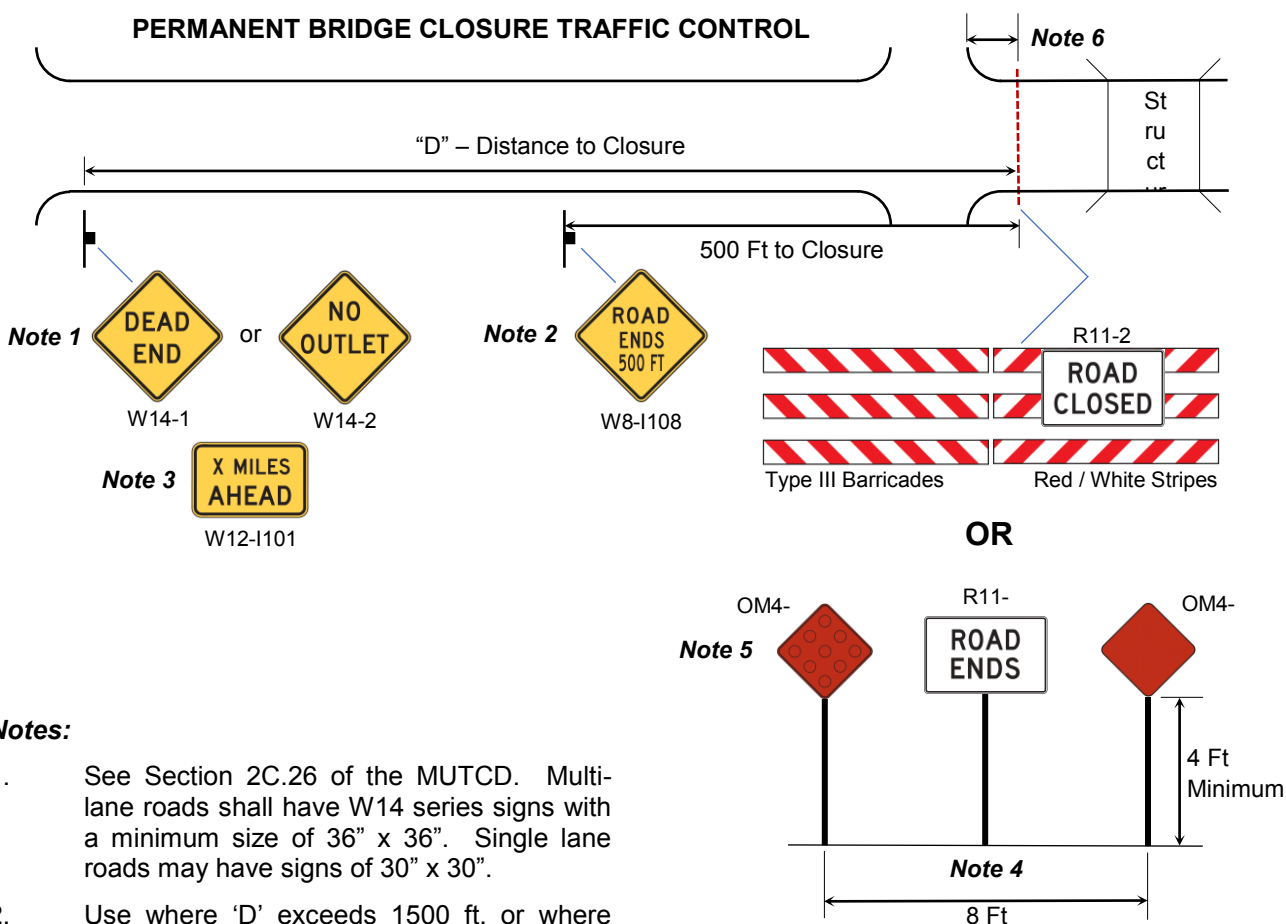 PERMANENT BRIDGE CLOSURE TRAFFIC CONTROL
Note 6
St
ru
ct
“D” – Distance to Closure
500 Ft to Closure
Note 1
DEAD
END
W14-1
or
NO
OUTLET
W14-2
Note 2
ROAD
ENDS
500 FT
W8-I108
R11-2
ROAD
CLOSED
Type III Barricades
Red / White Stripes
Note 3
X MILES
AHEAD
W12-I101
OR
OM4-
R11-
OM4-
Note 5
ROAD
ENDS
4 Ft
Minimum
Note 4
8 Ft
Notes:
. See Section 2C.26 of the MUTCD. Multi-
lane roads shall have W14 series signs with
a minimum size of 36” x 36”. Single lane
roads may have signs of 30” x 30”.
2. Use where ‘D’ exceeds 1500 ft. or where